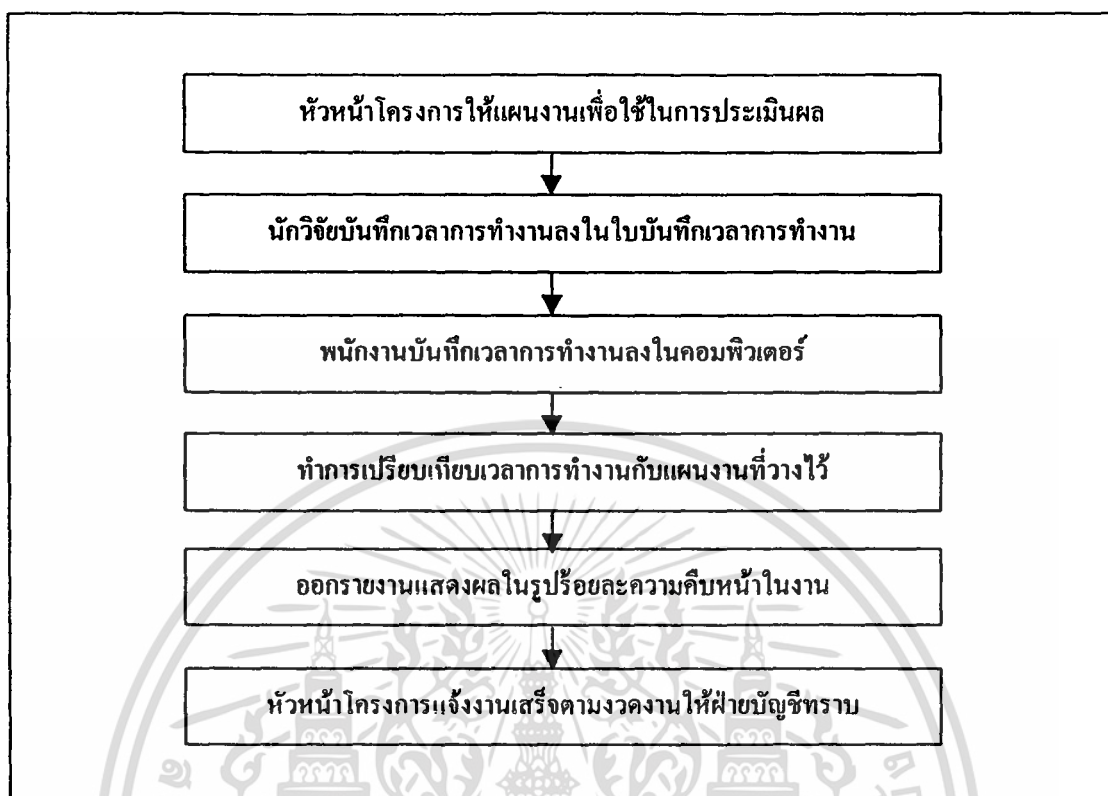 หัวหน้าโครงการให้แผนงานเพื่อใช้ในการประเมินผล
นักวิจัยบันทึกเวลาการทำงานลงในใบบันทึกเวลาการทำงาน
พนักงานบันทึกเวลาการทำงานลงในคอมพิวเตอร์
ทำการเปรียบเทียบเวลาการทำงานกับแผนงานที่วางไว้
ออกรายงานแสดงผลในรูปร้อยละความคืบหน้าในงาน
หัวหน้าโครงการแจ้งงานเสร็จตามงวดงานให้ฝ่ายบัญชีทราบ